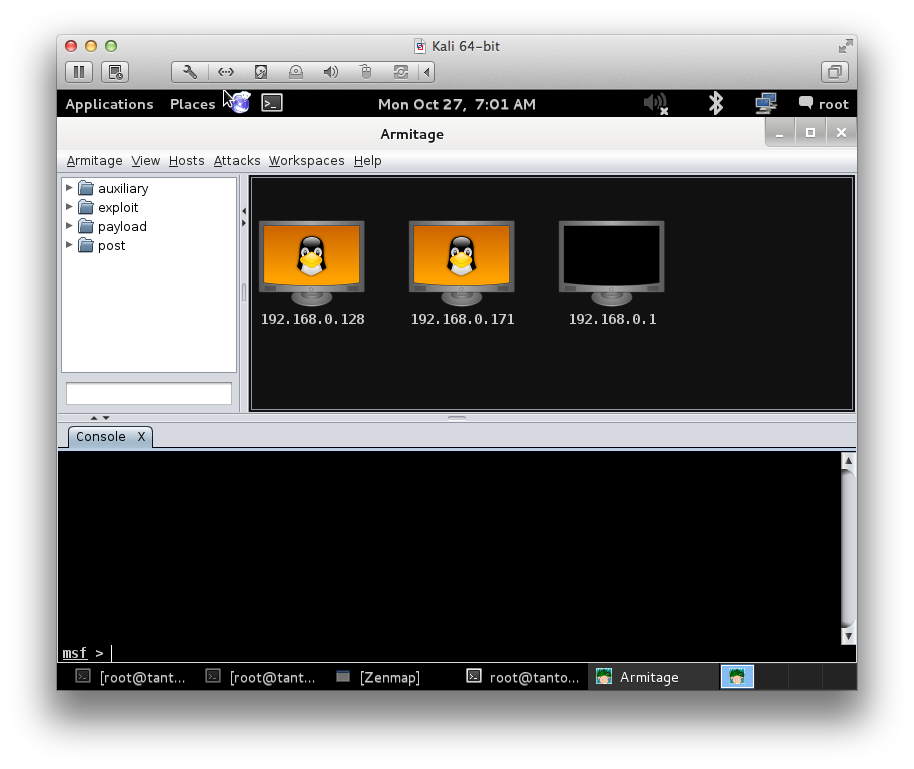 Kali 64-bit
Applications Places Mon Oct 27, 7:01 AM root
Armitage
Armitage View Hosts Attacks Workspaces Help
auxiliary
exploit
payload
post
192.168.0.128 192.168.0.171 192.168.0.1
Console X
msf >
[root@tant... [root@tant... [Zenmap] root@tanto... Armitage